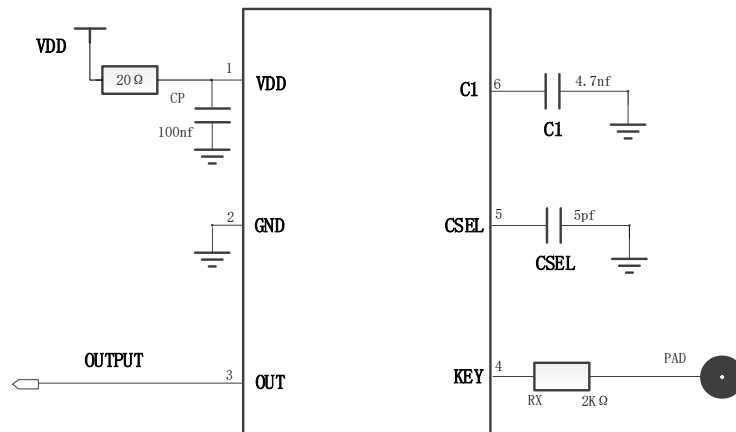 VDD
20Ω
1
VDD
CP
100nf
2
GND
OUTPUT
3
OUT
C1
6
4.7nf
C1
CSEL
5
5pf
CSEL
KEY
4
RX
2KΩ
PAD